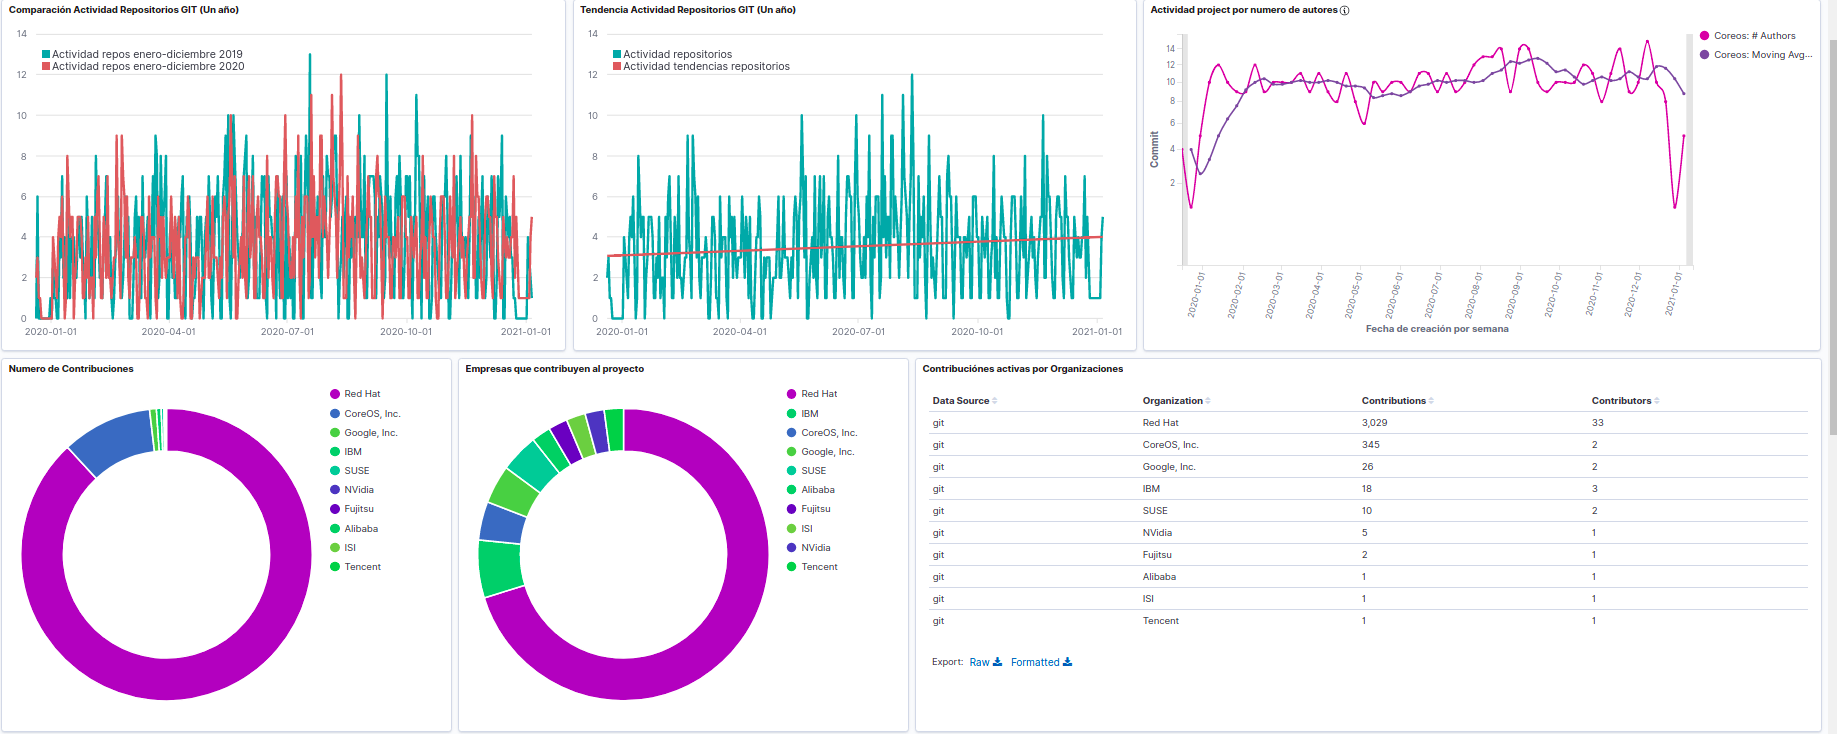 Comparación Actividad Repositorios GIT (Un año)
14
12
10
8
6
4
2
0
Actividad repos enero-diciembre 2019
Actividad repos enero-diciembre 2020
2020-01-01 2020-04-01 2020-07-01 2020-10-01 2021-01-01
Tendencia Actividad Repositorios GIT (Un año)
14
12
10
8
6
4
2
0
Actividad repositorios
Actividad tendencias repositorios
2020-01-01 2020-04-01 2020-07-01 2020-10-01 2021-01-01
Actividad project por numero de autores
14
12
10
8
6
4
2
Commit
Coreos: # Authors
Coreos: Moving Avg...
2020-01-01 2020-02-01 2020-03-01 2020-04-01 2020-05-01 2020-06-01 2020-07-01 2020-08-01 2020-09-01 2020-10-01 2020-11-01 2020-12-01 2021-01-01
Fecha de creación por semana
Numero de Contribuciones
Red Hat
CoreOS, Inc.
Google, Inc.
IBM
SUSE
NVidia
Fujitsu
Alibaba
ISI
Tencent
Empresas que contribuyen al proyecto
Red Hat
IBM
CoreOS, Inc.
Google, Inc.
SUSE
Alibaba
Fujitsu
ISI
NVidia
Tencent
Contribuciónes activas por Organizaciones
Data Source Organization Contributions Contributors
git Red Hat 3,029 33
git CoreOS, Inc. 345 2
git Google, Inc. 26 2
git IBM 18 3
git SUSE 10 2
git NVidia 5 1
git Fujitsu 2 1
git Alibaba 1 1
git ISI 1 1
git Tencent 1 1
Export: Raw Formatted